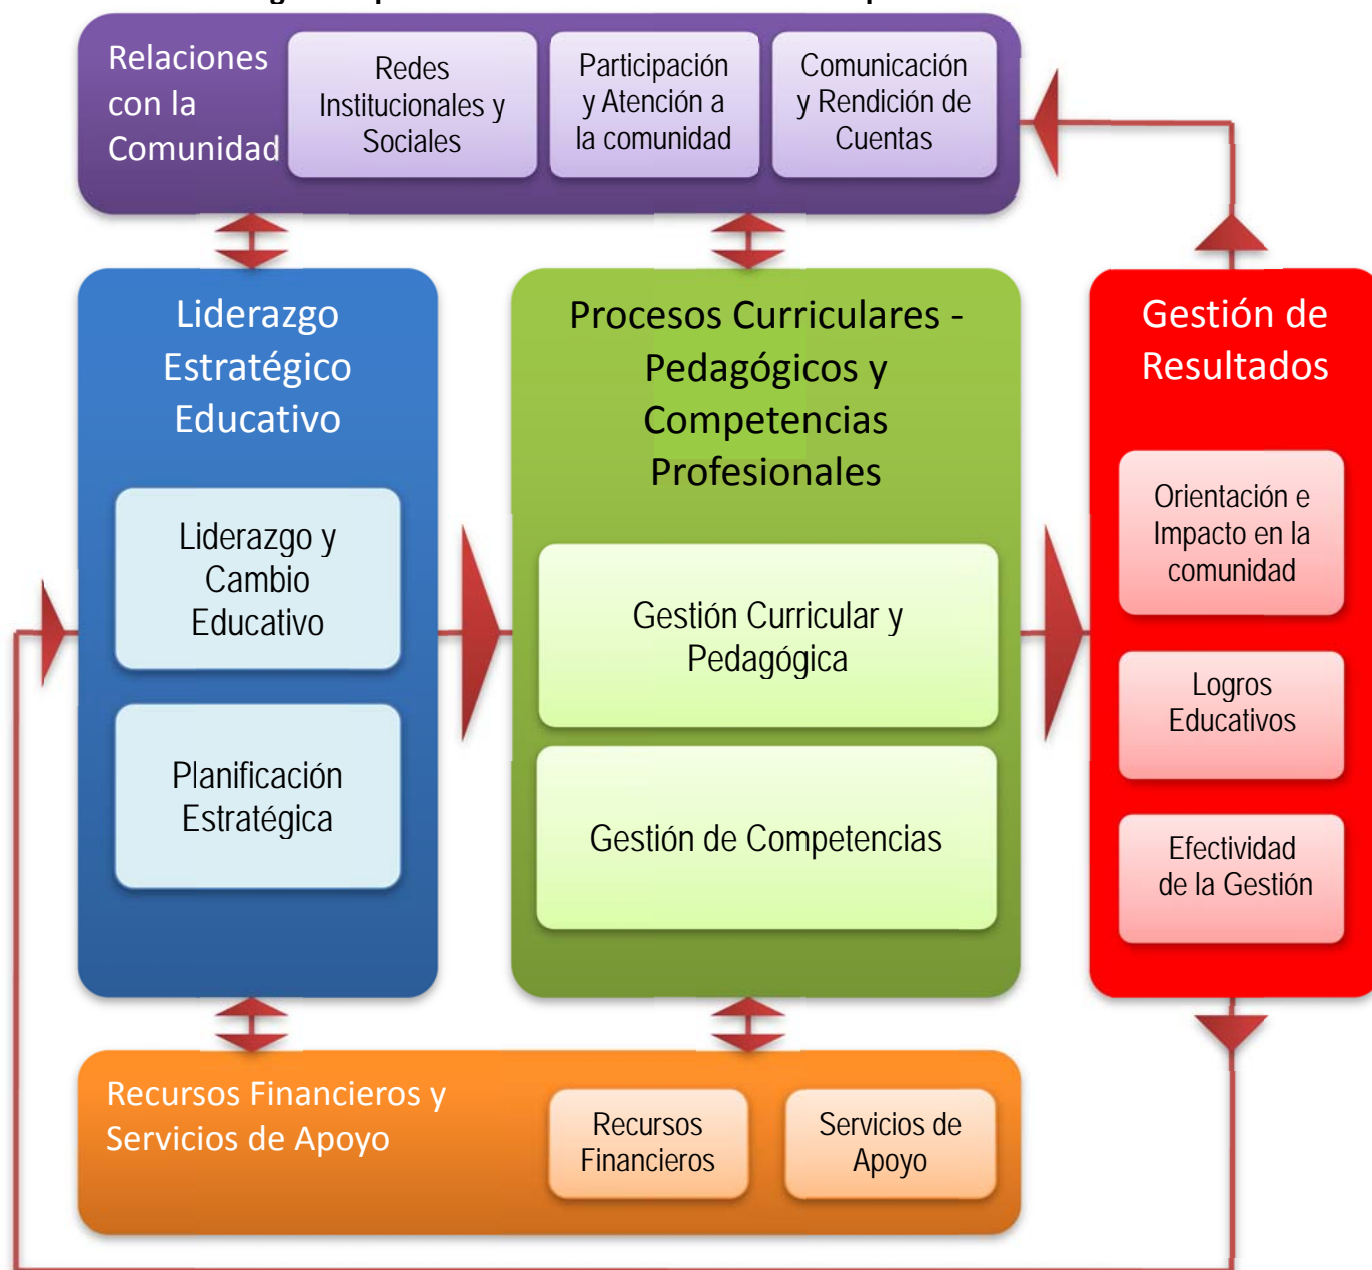 Relaciones
con la
Comunidad
Redes
Institucionales y
Sociales
Participación
y Atención a
la comunidad
Comunicación
y Rendición de
Cuentas
Liderazgo
Estratégico
Educativo
Liderazgo y
Cambio
Educativo
Planificación
Estratégica
Procesos Curriculares -
Pedagógicos y
Competencias
Profesionales
Gestión Curricular y
Pedagógica
Gestión de Competencias
Gestión de
Resultados
Orientación e
Impacto en la
comunidad
Logros
Educativos
Efectividad
de la Gestión
Recursos Financieros y
Servicios de Apoyo
Recursos
Financieros
Servicios de
Apoyo